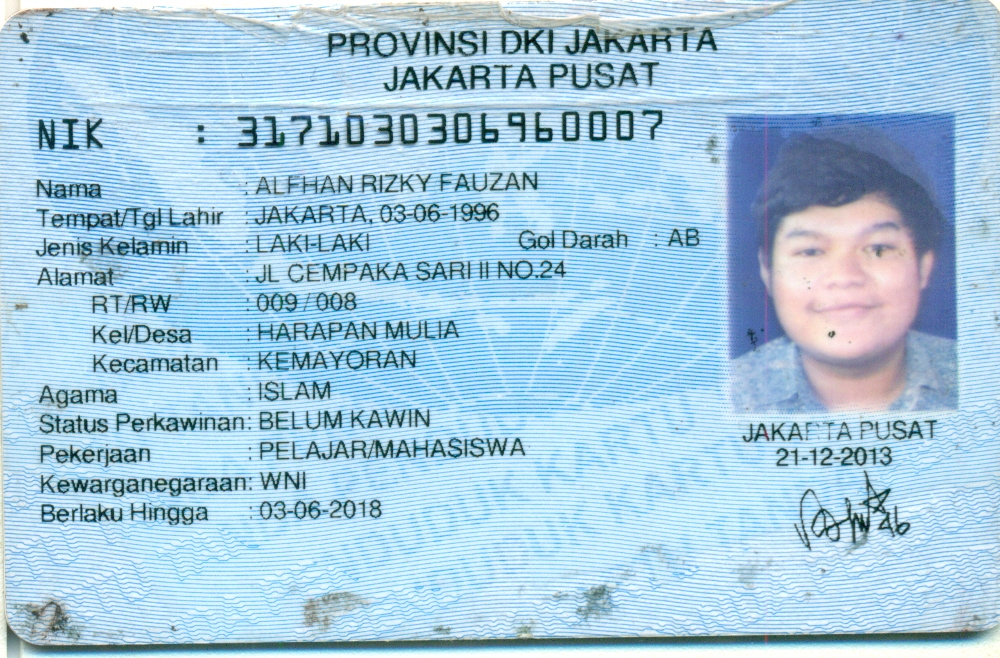 PROVINSI DKI JAKARTA
JAKARTA PUSAT
NIK : 3171030306960007
Nama : ALFHAN RIZKY FAUZAN
Tempat/Tgl Lahir : JAKARTA, 03-06-1996
Jenis Kelamin : LAKI-LAKI Gol Darah : AB
Alamat : JL CEMPAKA SARI II NO.24
RT/RW : 009 / 008
Kel/Desa : HARAPAN MULIA
Kecamatan : KEMAYORAN
Agama : ISLAM
Status Perkawinan: BELUM KAWIN
Pekerjaan : PELAJAR/MAHASISWA
Kewarganegaraan: WNI
Berlaku Hingga : 03-06-2018
JAKARTA PUSAT
21-12-2013